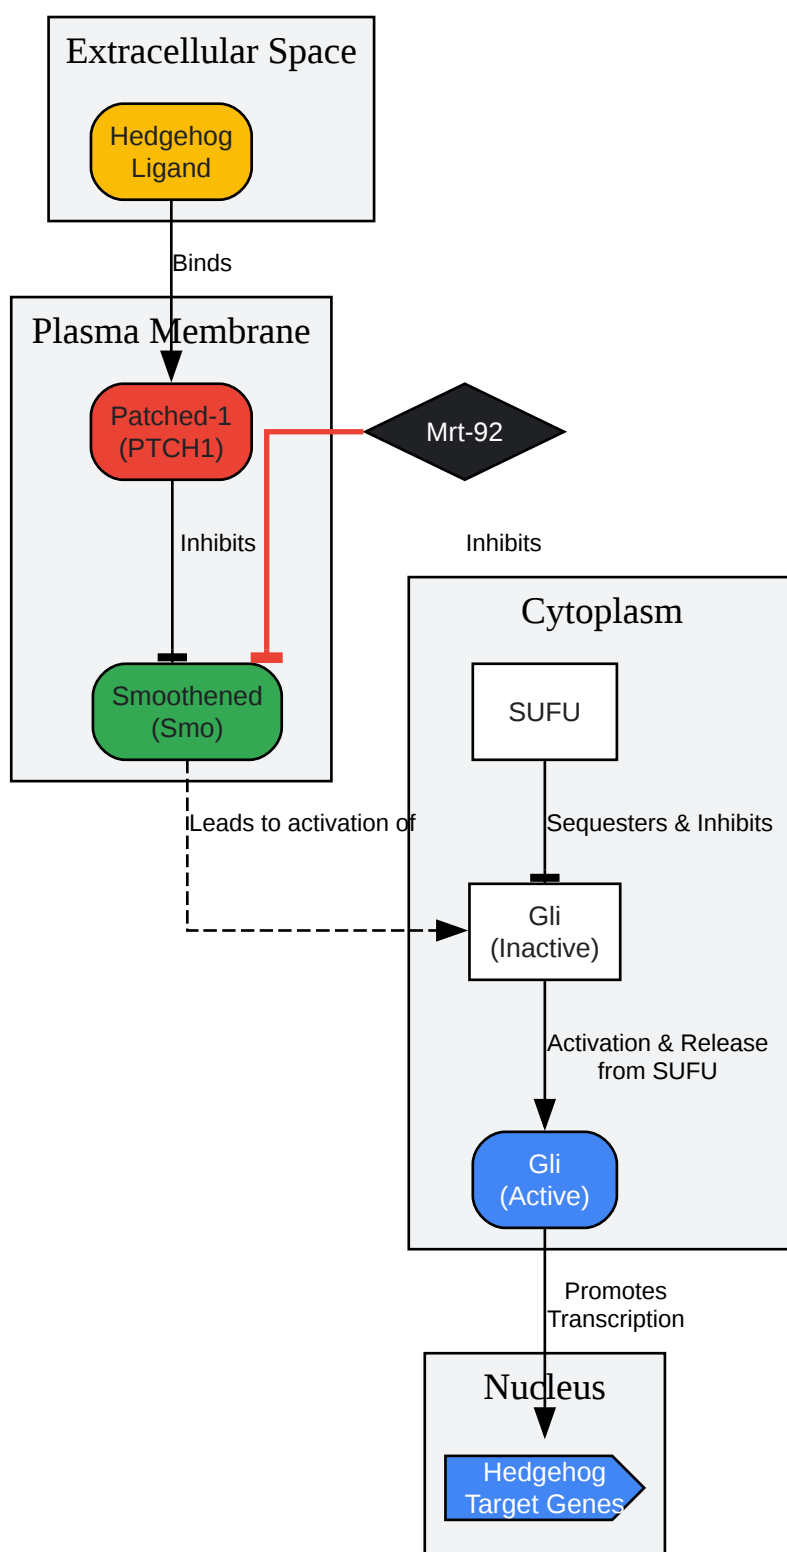 Extracellular Space
Hedgehog
Ligand
Binds
Plasma Membrane
Patched-1
(PTCH1)
Mrt-92
Inhibits
Inhibits
Cytoplasm
Smoothened
(Smo)
SUFU
Leads to activation of
Sequesters & Inhibits
Gli
(Inactive)
Activation & Release
from SUFU
Gli
(Active)
Promotes
Transcription
Nucleus
Hedgehog
Target Genes